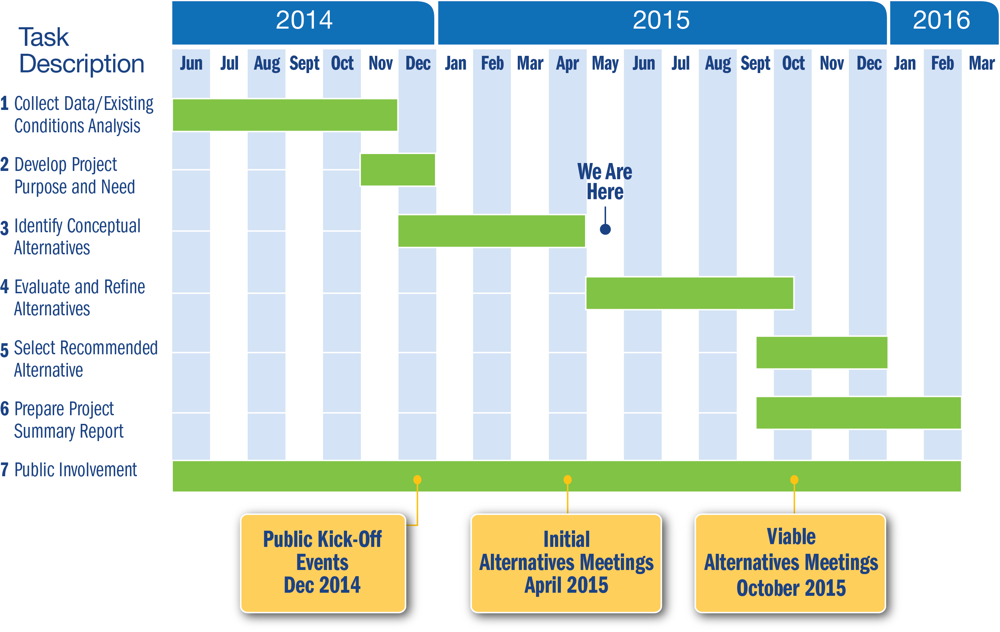 2014 2015 2016
Task
Description
Jun Jul Aug Sept Oct Nov Dec Jan Feb Mar Apr May Jun Jul Aug Sept Oct Nov Dec Jan Feb Mar
1 Collect Data/Existing
Conditions Analysis
2 Develop Project
Purpose and Need
We Are
Here
3 Identify Conceptual
Alternatives
4 Evaluate and Refine
Alternatives
5 Select Recommended
Alternative
6 Prepare Project
Summary Report
7 Public Involvement
Public Kick-Off
Events
Dec 2014
Initial
Alternatives Meetings
April 2015
Viable
Alternatives Meetings
October 2015